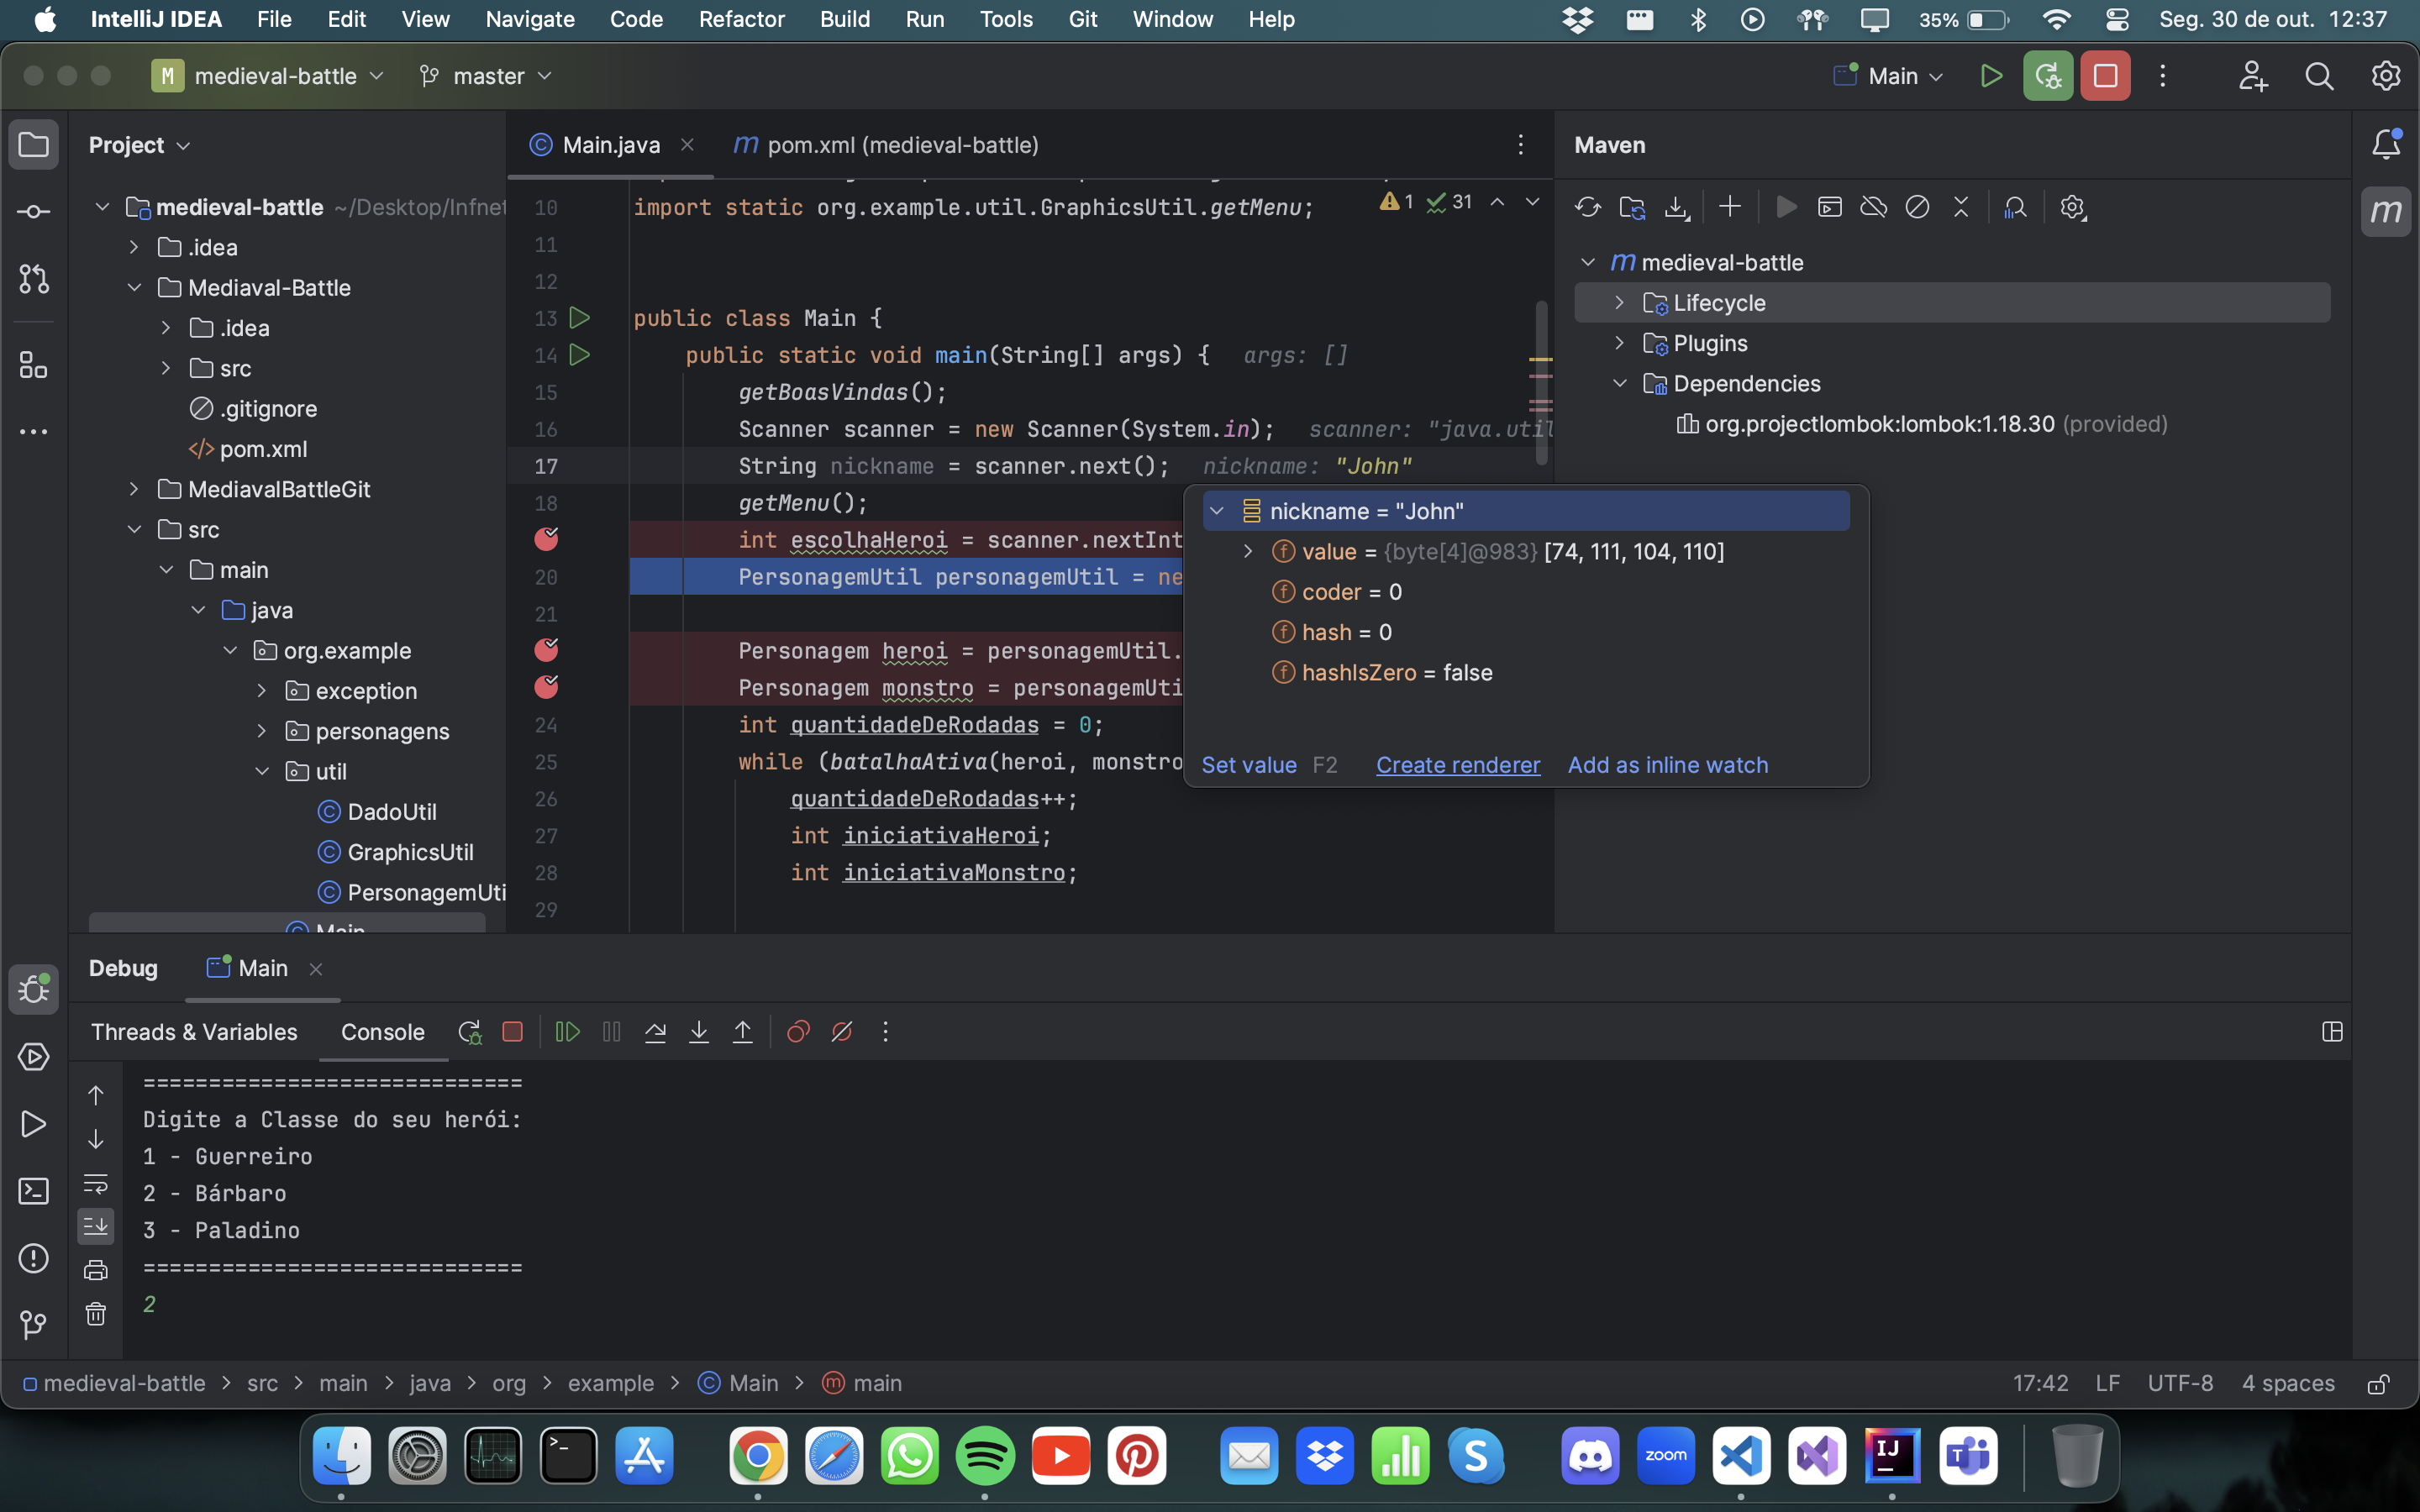 IntelliJ IDEA File Edit View Navigate Code Refactor Build Run Tools Git Window Help 35% Seg. 30 de out. 12:37
M medieval-battle master Main
Project
medieval-battle ~/Desktop/Infnet
.idea
Mediaval-Battle
.idea
src
.gitignore
pom.xml
MediavalBattleGit
src
main
java
org.example
exception
personagens
util
DadoUtil
GraphicsUtil
PersonagemUti
Main
Main.java pom.xml (medieval-battle)
1 31
10 import static org.example.util.GraphicsUtil.getMenu;
11
12
13 public class Main {
14 public static void main(String[] args) { args: []
15 getBoasVindas();
16 Scanner scanner = new Scanner(System.in); scanner: "java.util
17 String nickname = scanner.next(); nickname: "John"
18 getMenu();
int escolhaHeroi = scanner.nextInt
20 PersonagemUtil personagemUtil = ne
21
Personagem heroi = personagemUtil.
Personagem monstro = personagemUti
24 int quantidadeDeRodadas = 0;
25 while (batalhaAtiva(heroi, monstro
26 quantidadeDeRodadas++;
27 int iniciativaHeroi;
28 int iniciativaMonstro;
29
nickname = "John"
value = {byte[4]@983} [74, 111, 104, 110]
coder = 0
hash = 0
hashIsZero = false
Set value F2 Create renderer Add as inline watch
Maven
m medieval-battle
Lifecycle
Plugins
Dependencies
org.projectlombok:lombok:1.18.30 (provided)
Debug Main
Threads & Variables Console
=============================
Digite a Classe do seu herói:
1 - Guerreiro
2 - Bárbaro
3 - Paladino
=============================
2
medieval-battle > src > main > java > org > example > Main > main
17:42 LF UTF-8 4 spaces
zoom
IJ